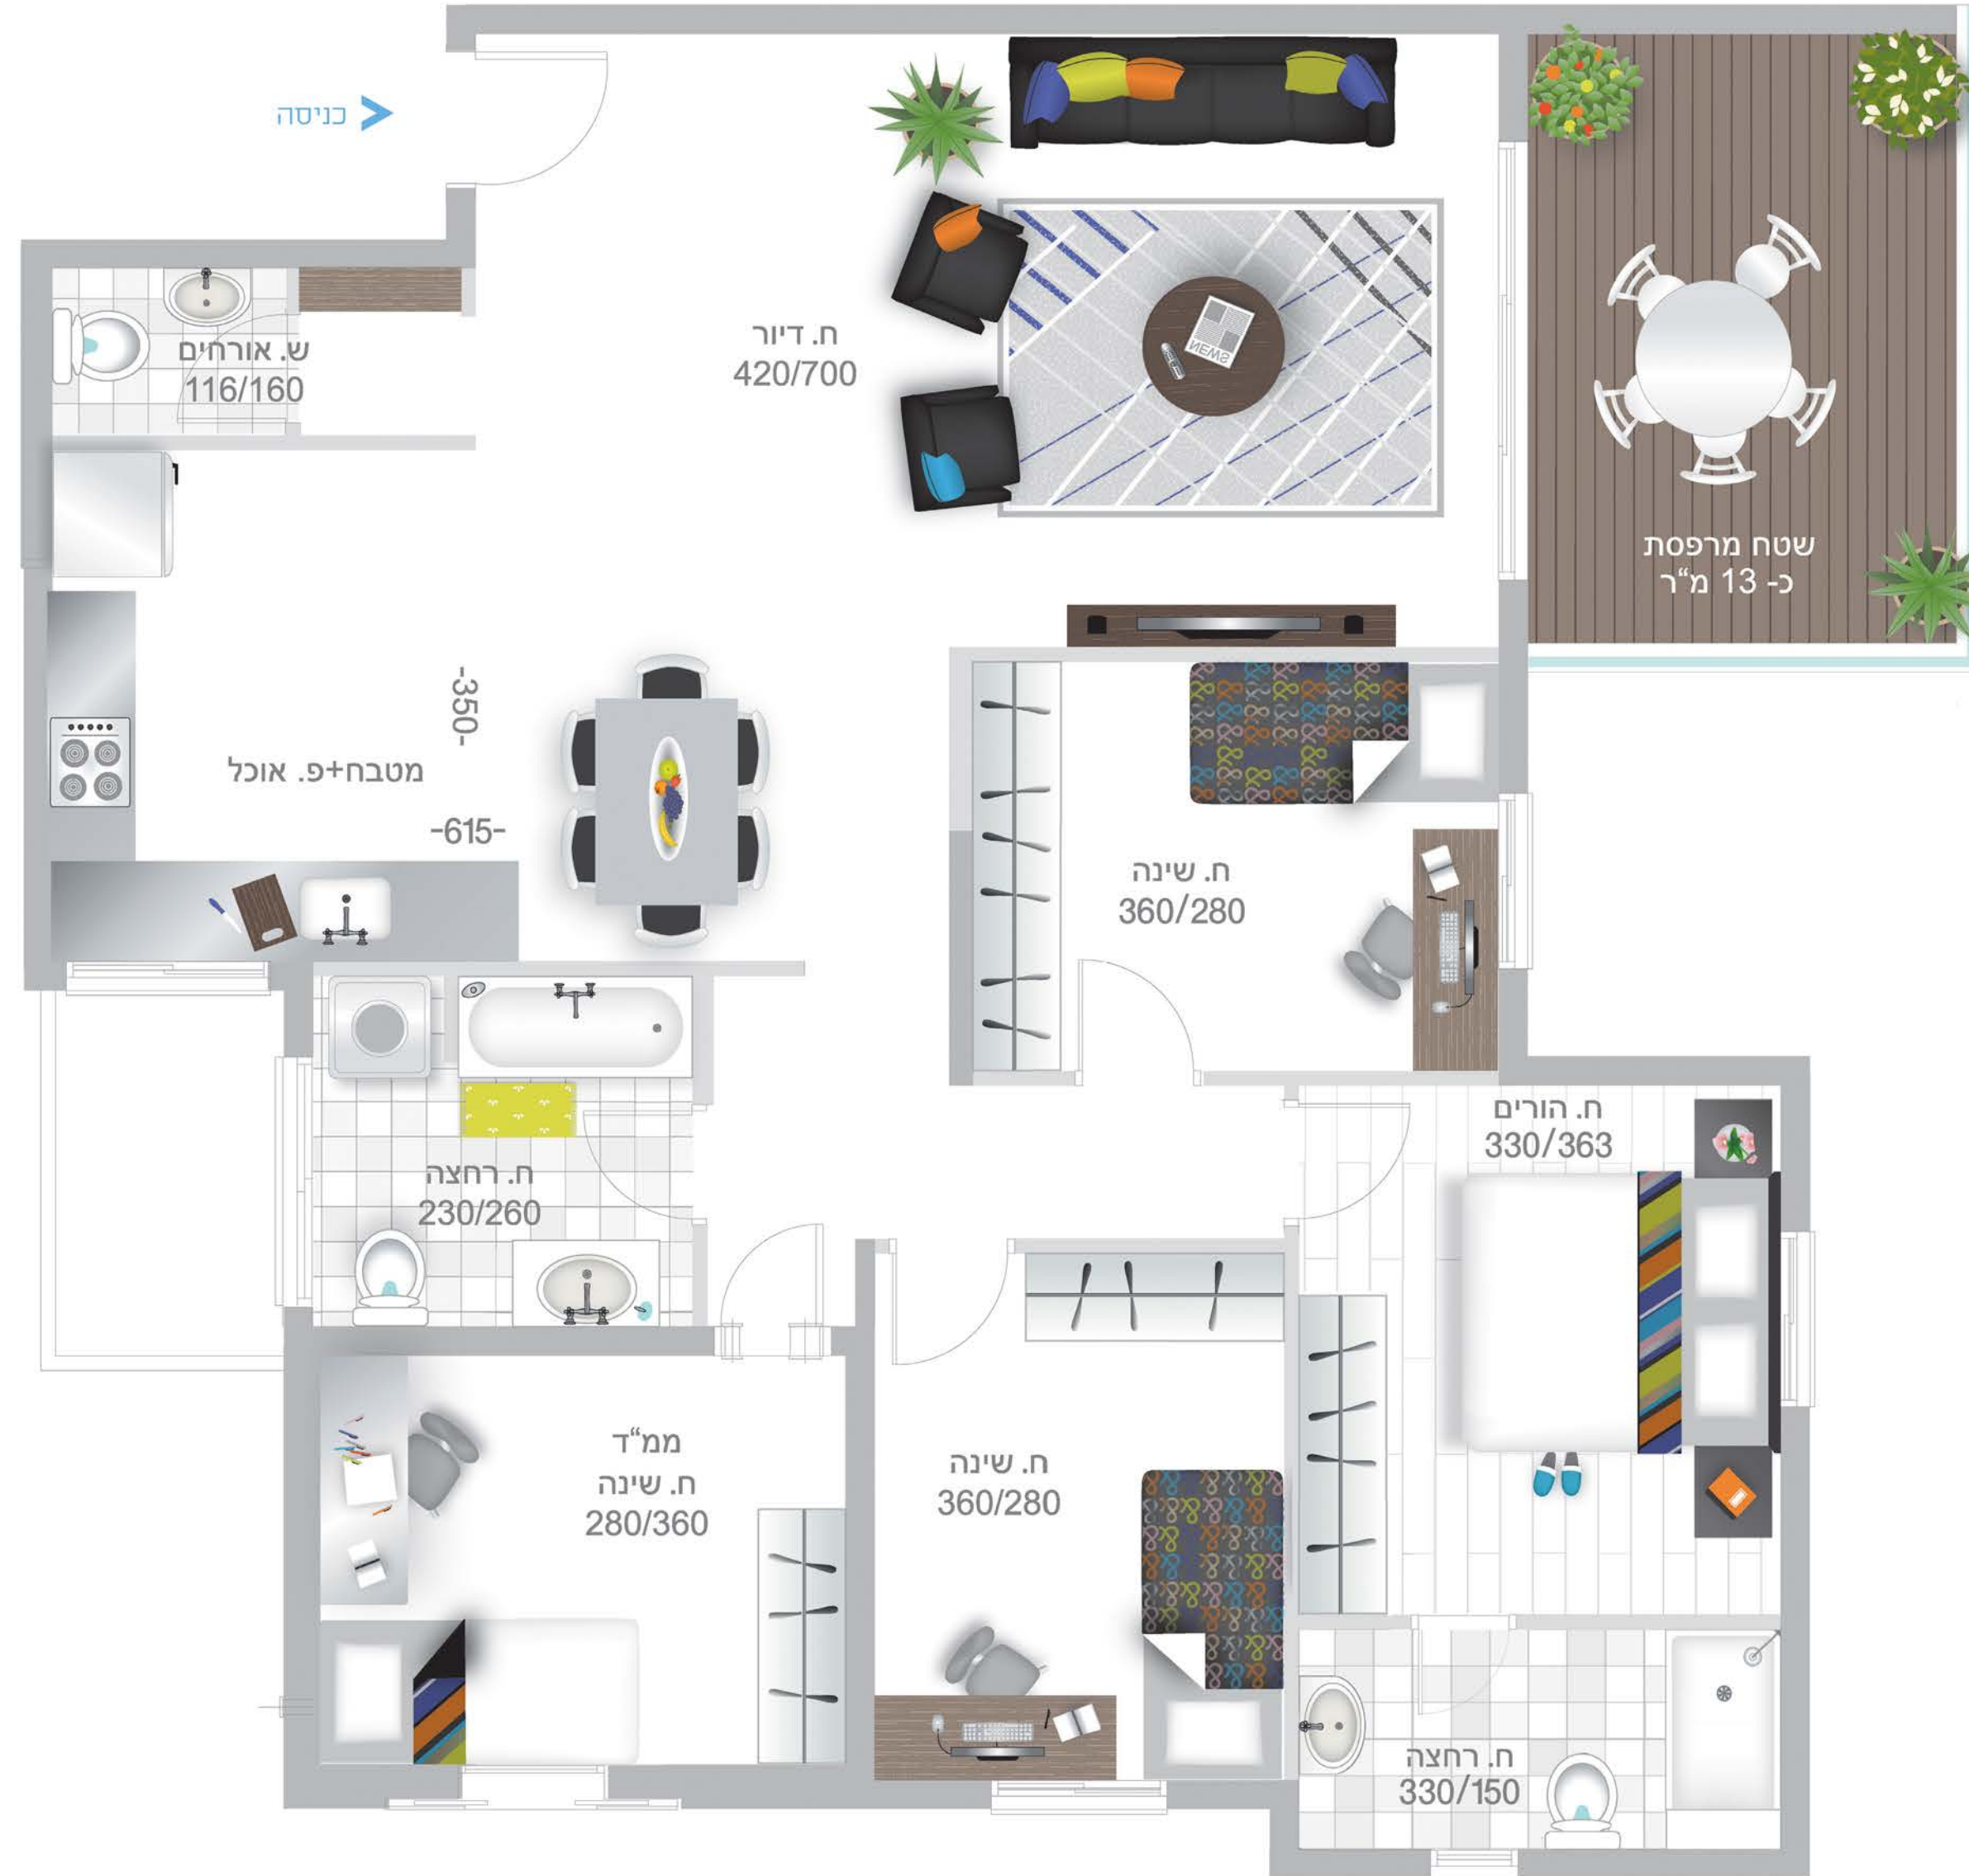 כניסה
ש. אורחים
116/160
ח. דיור
420/700
NEWS
שטח מרפסת
כ- 13 מ"ר
-350-
מטבח+פ. אוכל
-615-
ח. שינה
360/280
ח. הורים
330/363
ח. רחצה
230/260
ממ"ד
ח. שינה
280/360
ח. שינה
360/280
ח. רחצה
330/150